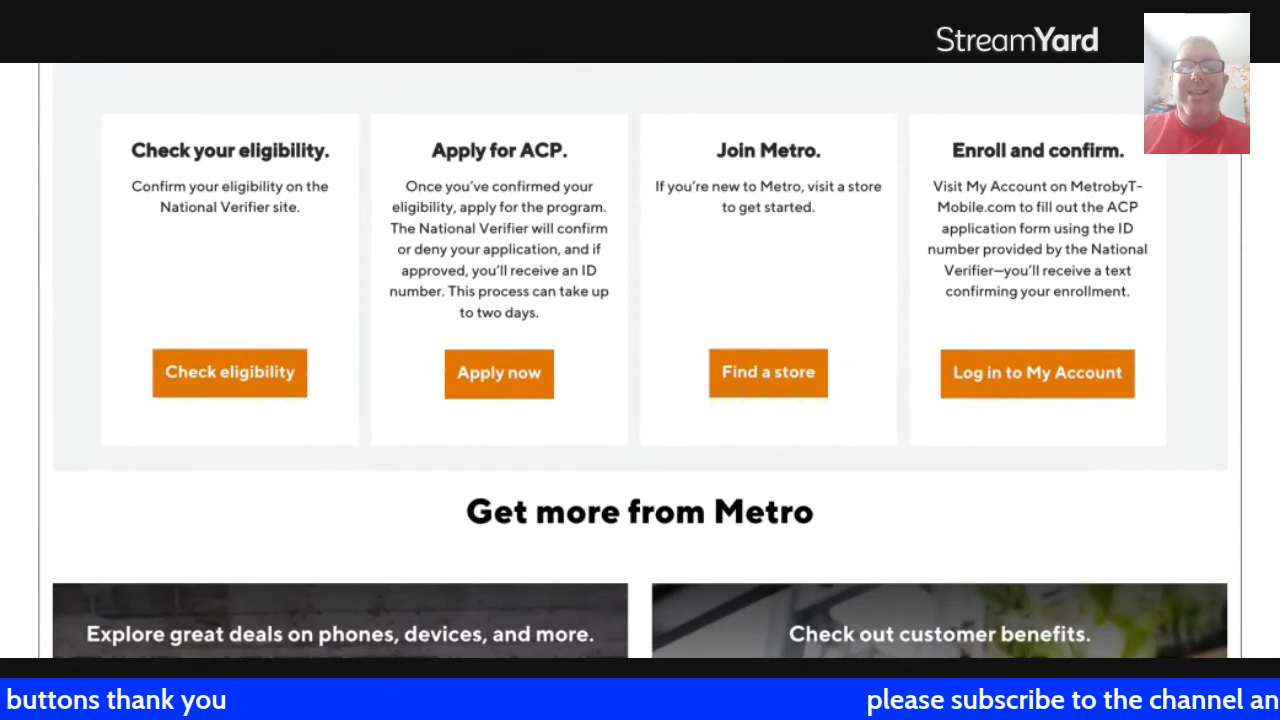 StreamYard
Check your eligibility.
Confirm your eligibility on the
National Verifier site.
Check eligibility
Apply for ACP.
Once you've confirmed your
eligibility, apply for the program.
The National Verifier will confirm
or deny your application, and if
approved, you'll receive an ID
number. This process can take up
to two days.
Apply now
Join Metro.
If you're new to Metro, visit a store
to get started.
Find a store
Enroll and confirm.
Visit My Account on MetrobyT-
Mobile.com to fill out the ACP
application form using the ID
number provided by the National
Verifier—you'll receive a text
confirming your enrollment.
Log in to My Account
Get more from Metro
Explore great deals on phones, devices, and more.
Check out customer benefits.
buttons thank you
please subscribe to the channel an